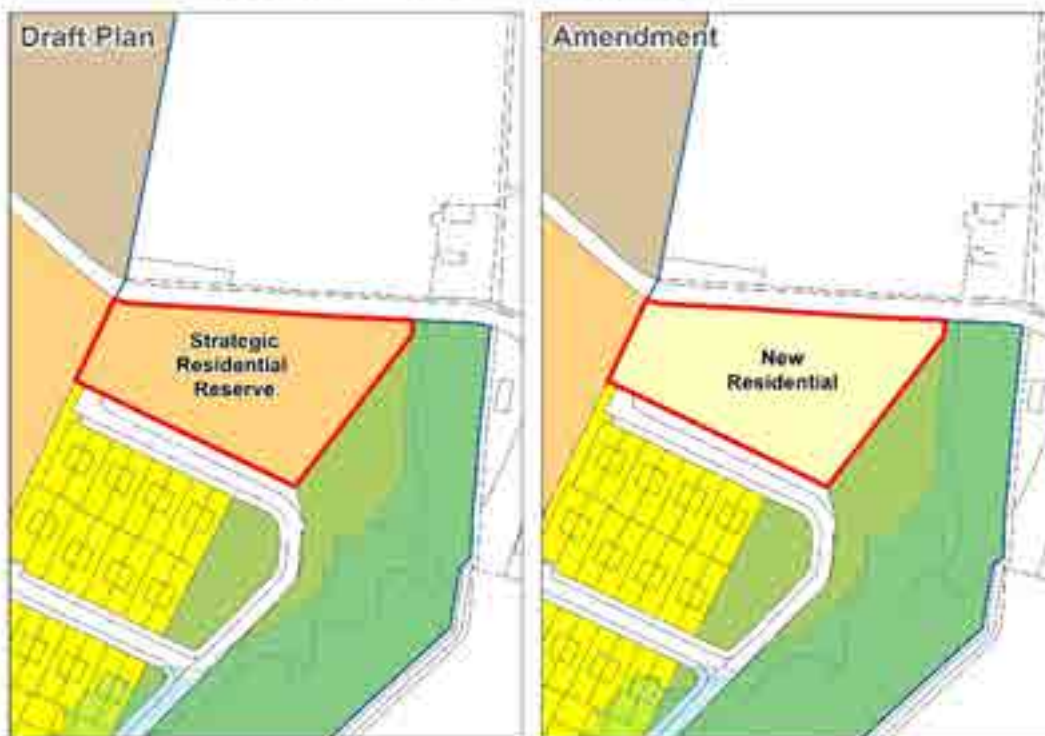 Draft Plan
Strategic
Residential
Reserve
Amendment
New
Residential